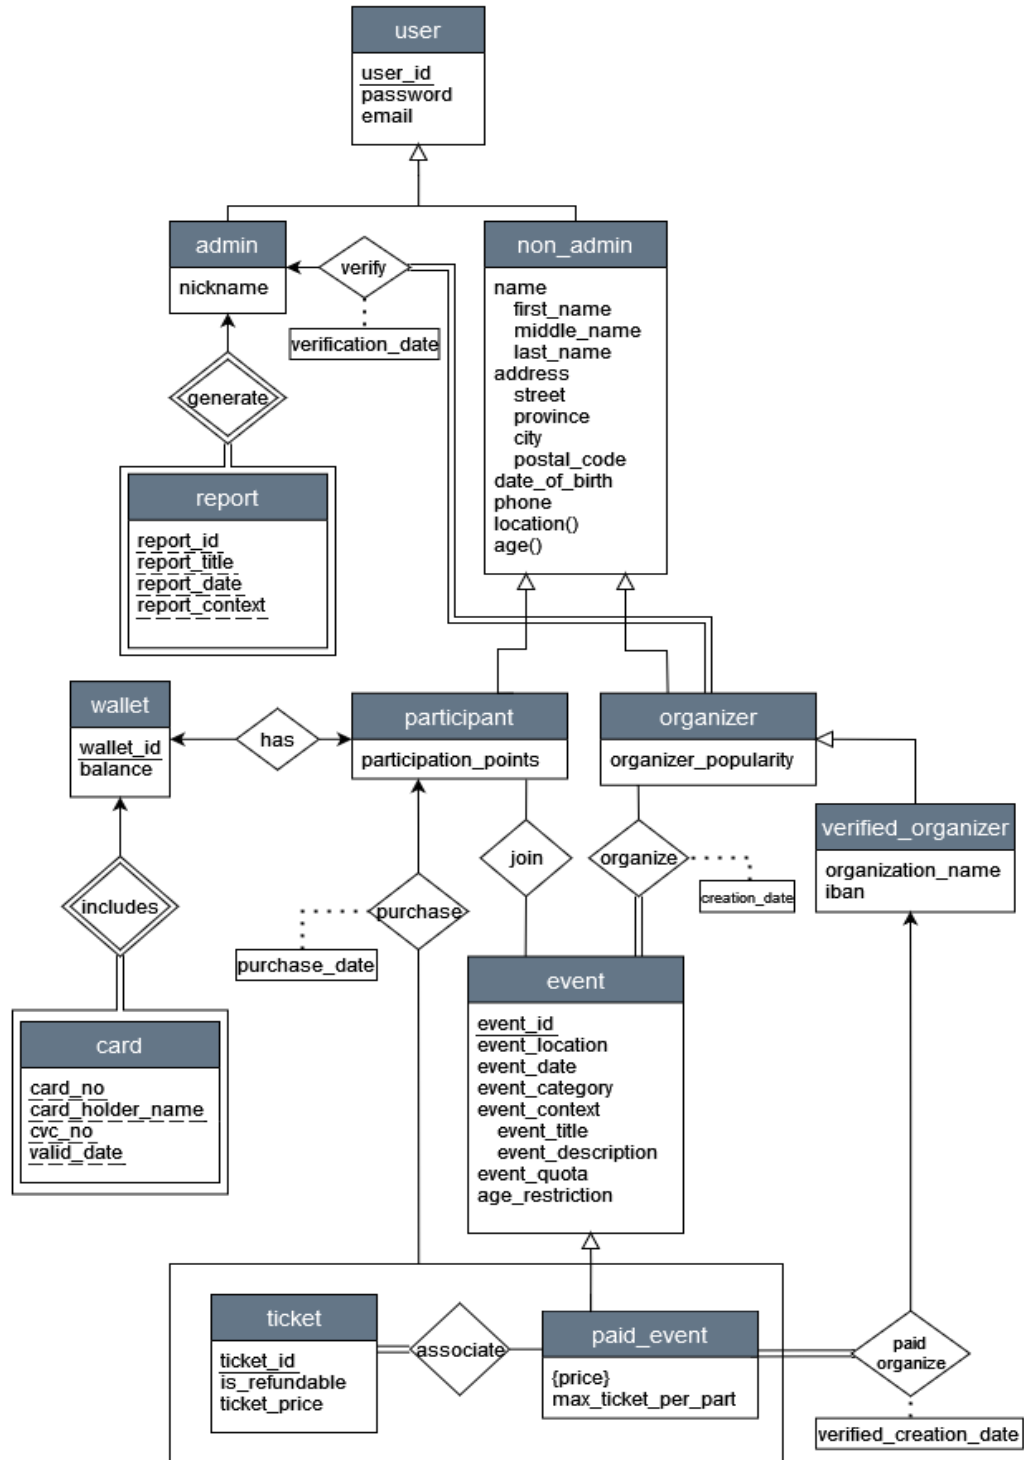 user
user_id
password
email
admin
nickname
verify
verification_date
non_admin
name
first_name
middle_name
last_name
address
street
province
city
postal_code
date_of_birth
phone
location()
age()
generate
report
report_id
report_title
report_date
report_context
wallet
wallet_id
balance
has
participant
participation_points
organizer
organizer_popularity
verified_organizer
organization_name
iban
join
organize
creation_date
includes
purchase
purchase_date
card
card_no
card_holder_name
cvc_no
valid_date
event
event_id
event_location
event_date
event_category
event_context
event_title
event_description
event_quota
age_restriction
ticket
ticket_id
is_refundable
ticket_price
associate
paid_event
{price}
max_ticket_per_part
paid
organize
verified_creation_date